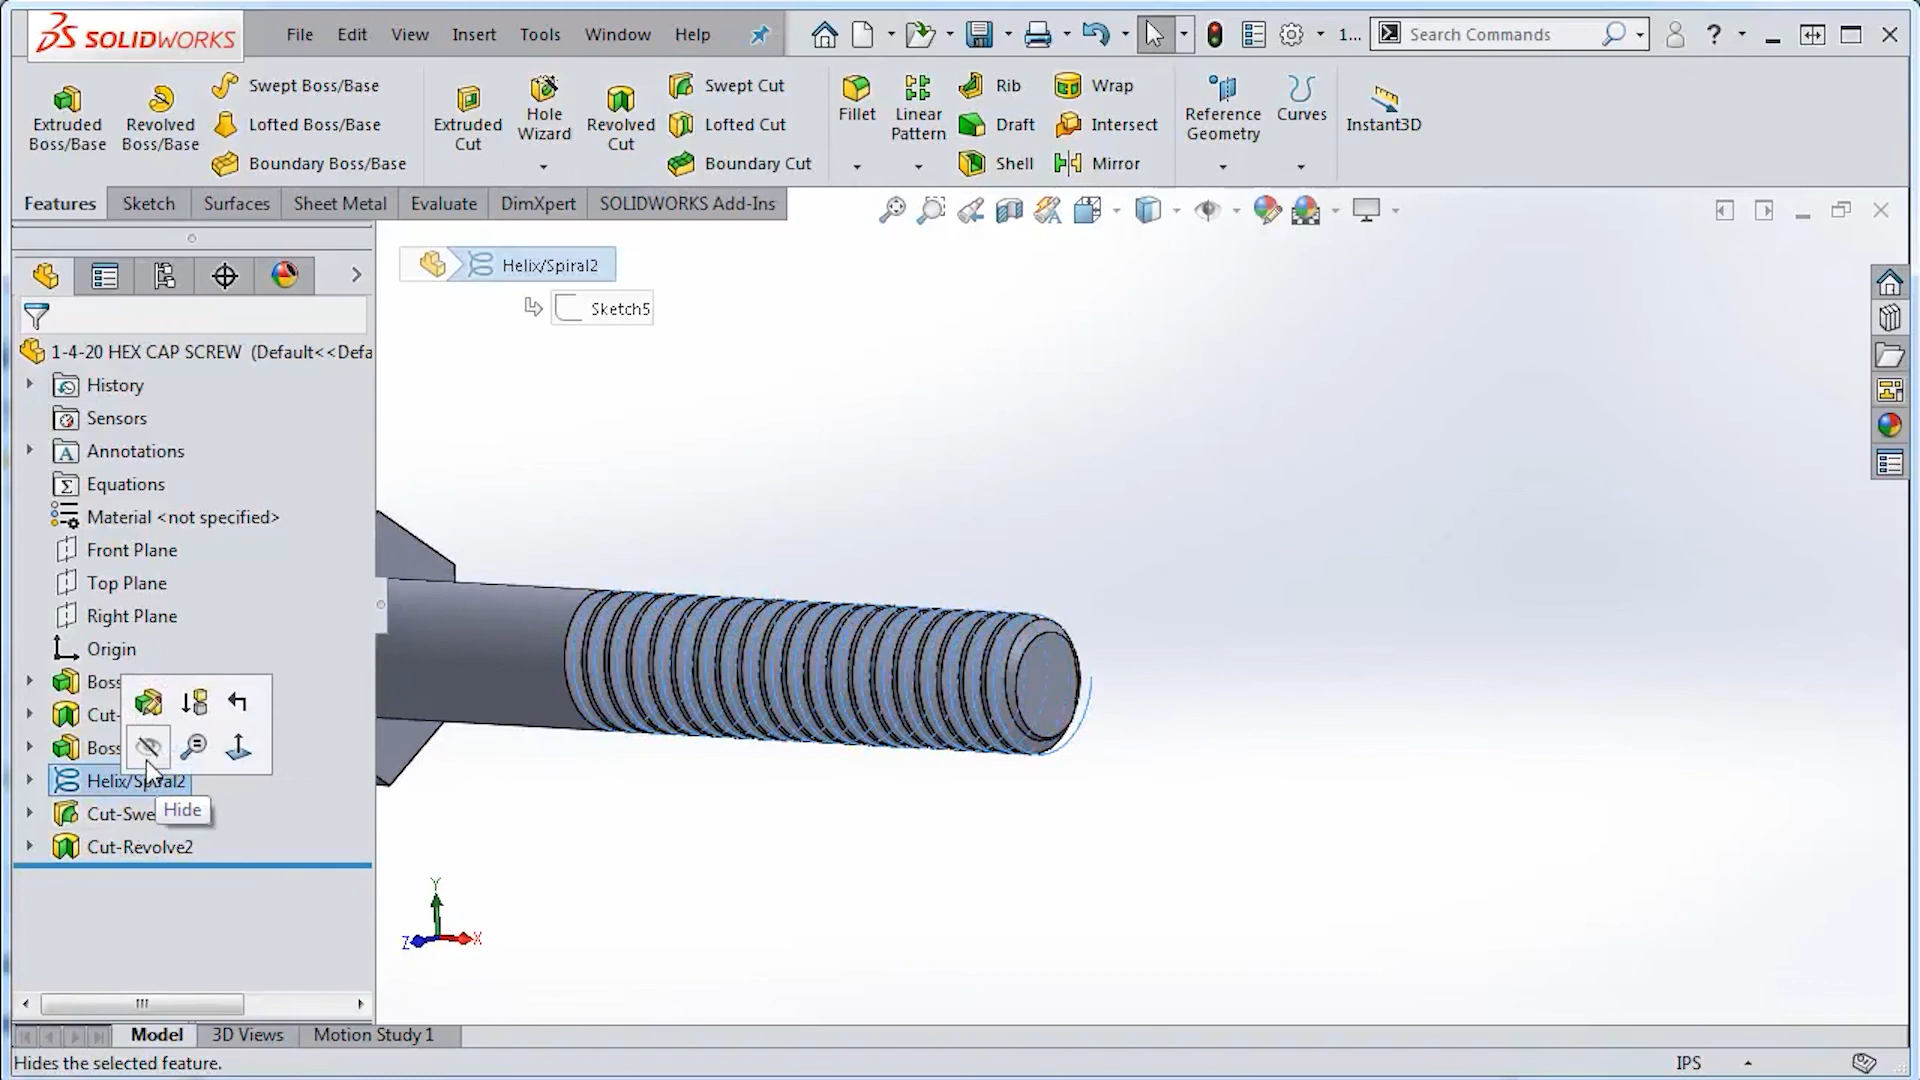 SOLIDWORKS
File Edit View Insert Tools Window Help
1...
Search Commands
?
Extruded Boss/Base
Revolved Boss/Base
Swept Boss/Base
Lofted Boss/Base
Boundary Boss/Base
Extruded Cut
Hole Wizard
Revolved Cut
Swept Cut
Lofted Cut
Boundary Cut
Fillet
Linear Pattern
Rib
Draft
Shell
Wrap
Intersect
Mirror
Reference Geometry
Curves
Instant3D
Features Sketch Surfaces Sheet Metal Evaluate DimXpert SOLIDWORKS Add-Ins
Helix/Spiral2
Sketch5
1-4-20 HEX CAP SCREW (Default<<Defa
History
Sensors
Annotations
Equations
Material <not specified>
Front Plane
Top Plane
Right Plane
Origin
Boss
Cut-
Boss
Helix/Spiral2
Hide
Cut-Swe
Cut-Revolve2
Y
Z
X
Model 3D Views Motion Study 1
Hides the selected feature.
IPS